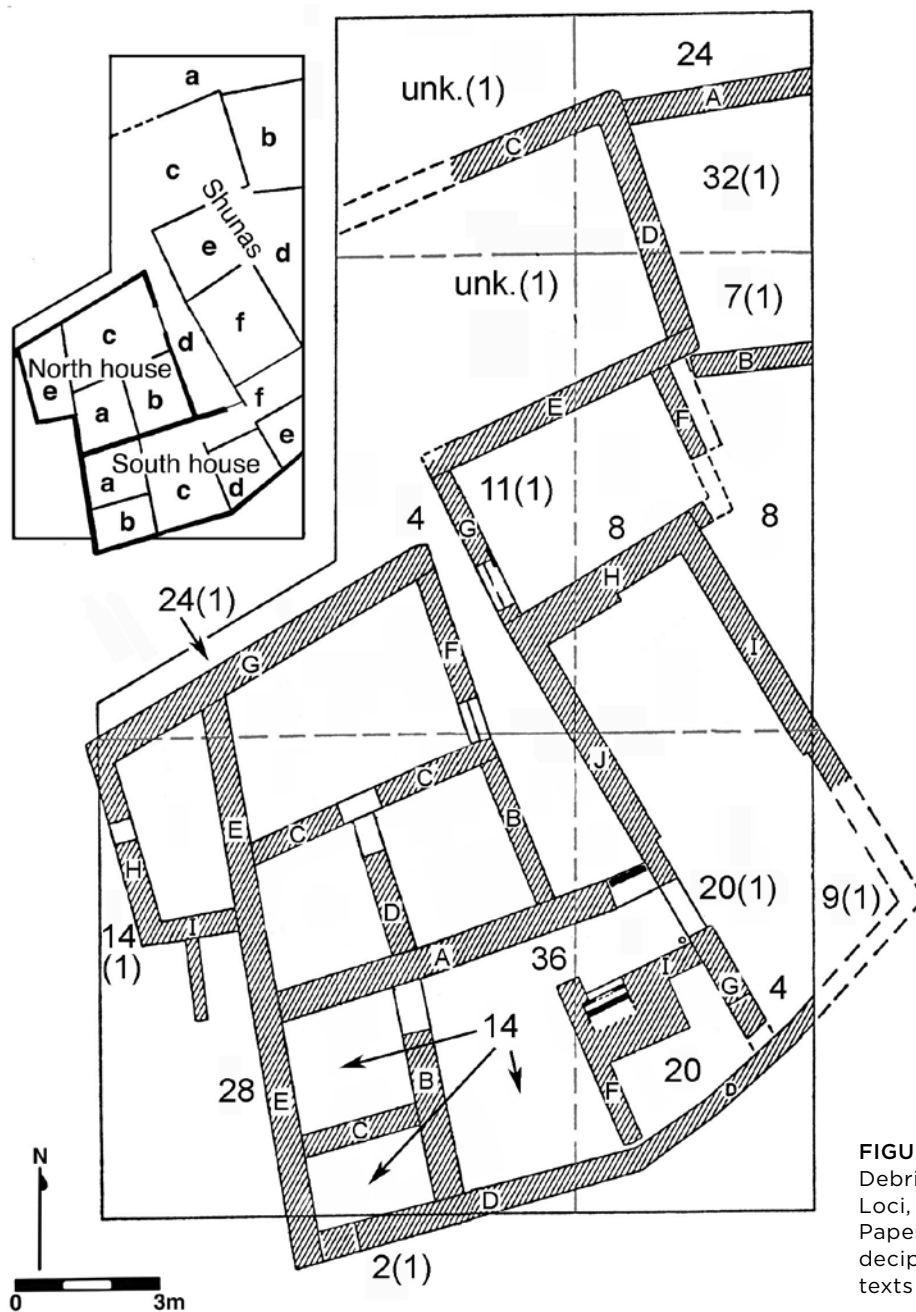 a
b
c
Shunas
e
d
f
c
d
North house
e
a
b
f
South house
a
c
d
e
b
unk.(1)
24
A
C
32(1)
D
unk.(1)
7(1)
B
E
F
11(1)
4
G
8
8
H
24(1)
G
F
I
J
C
C
E
B
H
D
20(1)
9(1)
I
14
(1)
A
36
I
G
4
14
B
28
E
20
F
D
C
D
2(1)
N
0
3m
FIGU
Debri
Loci,
Pape
decip
texts